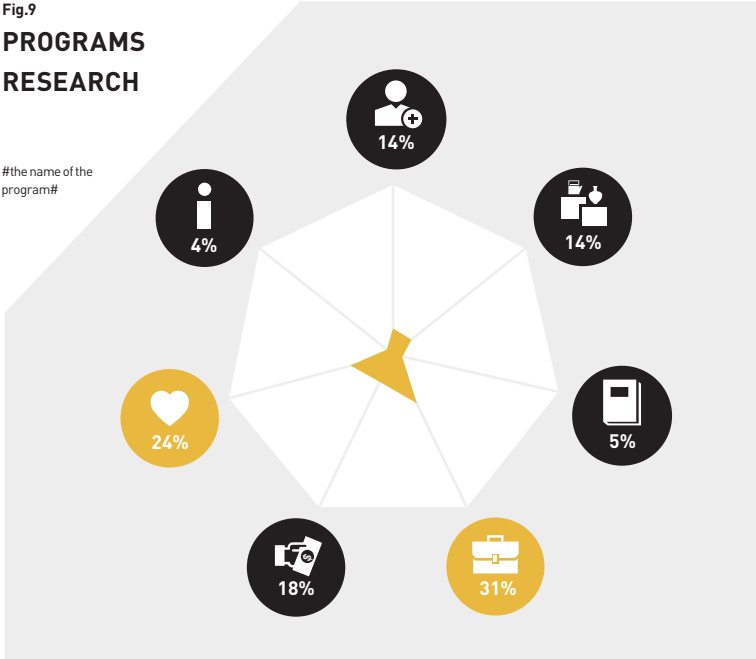 Fig.9
PROGRAMS
RESEARCH
#the name of the
program#
14%
14%
4%
5%
24%
18%
31%